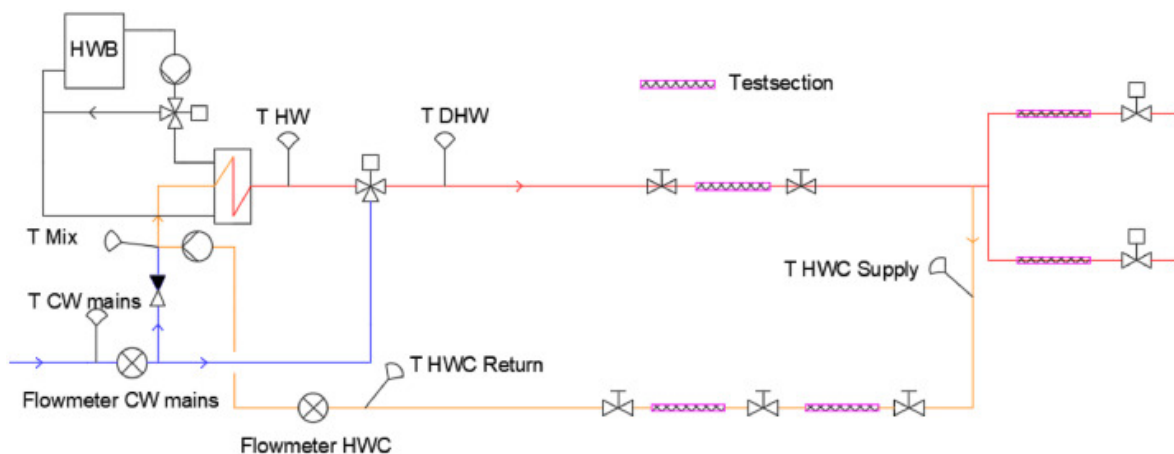 HWB
T HW
T DHW
Testsection
T Mix
T HWC Supply
T CW mains
T HWC Return
Flowmeter CW mains
Flowmeter HWC